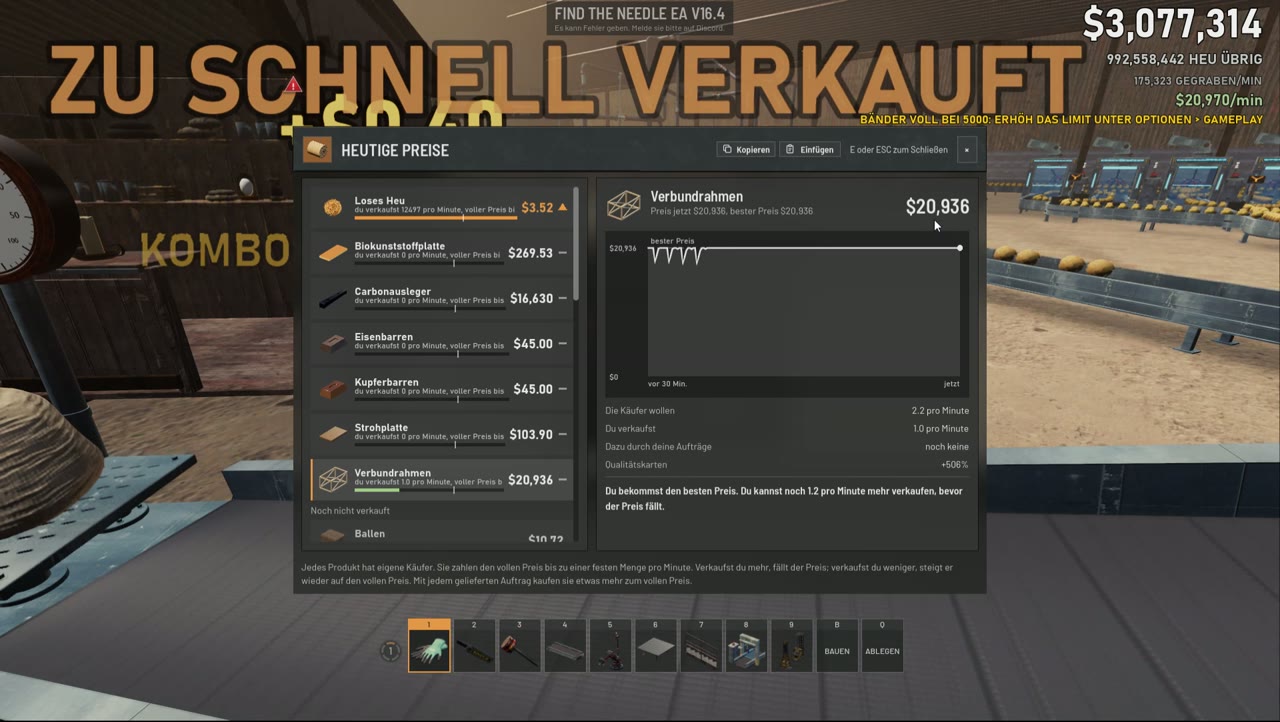 FIND THE NEEDLE EA V16.4
Es kann Fehler geben. Melde sie bitte auf Discord.
$3,077,314
992,558,442 HEU ÜBRIG
175,323 GEGRABEN/MIN
$20,970/min
BÄNDER VOLL BEI 5000: ERHÖH DAS LIMIT UNTER OPTIONEN > GAMEPLAY
ZU SCHNELL VERKAUFT
KOMBO
HEUTIGE PREISE
Kopieren
Einfügen
E oder ESC zum Schließen
Loses Heu
du verkaufst 12497 pro Minute, voller Preis bi
$3.52
Biokunststoffplatte
du verkaufst 0 pro Minute, voller Preis bi
$269.53
Carbonausleger
du verkaufst 0 pro Minute, voller Preis bis
$16,630
Eisenbarren
du verkaufst 0 pro Minute, voller Preis bis
$45.00
Kupferbarren
du verkaufst 0 pro Minute, voller Preis bis
$45.00
Strohplatte
du verkaufst 0 pro Minute, voller Preis bis
$103.90
Verbundrahmen
du verkaufst 1.0 pro Minute, voller Preis b
$20,936
Noch nicht verkauft
Ballen
$10.72
Verbundrahmen
Preis jetzt $20,936, bester Preis $20,936
$20,936
bester Preis
$20,936
$0
vor 30 Min.
jetzt
Die Käufer wollen
2.2 pro Minute
Du verkaufst
1.0 pro Minute
Dazu durch deine Aufträge
noch keine
Qualitätskarten
+506%
Du bekommst den besten Preis. Du kannst noch 1.2 pro Minute mehr verkaufen, bevor
der Preis fällt.
Jedes Produkt hat eigene Käufer. Sie zahlen den vollen Preis bis zu einer festen Menge pro Minute. Verkaufst du mehr, fällt der Preis; verkaufst du weniger, steigt er
wieder auf den vollen Preis. Mit jedem gelieferten Auftrag kaufen sie etwas mehr zum vollen Preis.
50
100
1
1
2
3
4
5
6
7
8
9
B
BAUEN
Q
ABLEGEN